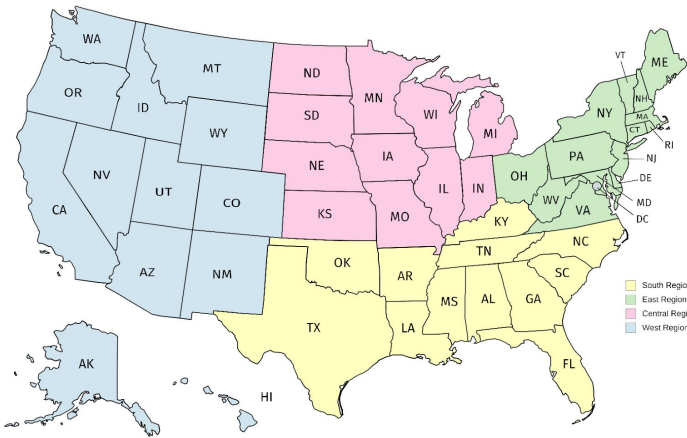 WA
MT
ND
MN
OR
ID
SD
WI
MI
WY
NE
IA
NV
UT
CO
IL
IN
OH
CA
KS
MO
AZ
NM
OK
AR
TX
LA
MS
AL
GA
FL
TN
KY
NC
SC
VA
WV
PA
NY
VT
NH
ME
MA
CT
RI
NJ
DE
MD
DC
AK
HI
South Regio
East Region
Central Regi
West Region